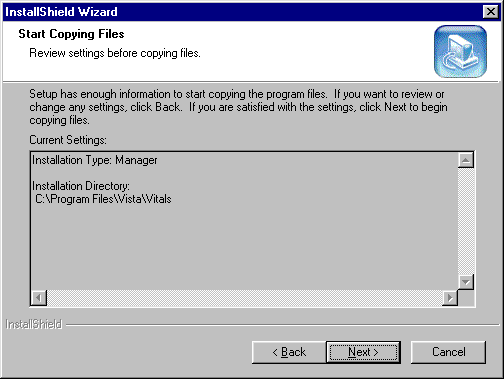 InstallShield Wizard
Start Copying Files
Review settings before copying files.
Setup has enough information to start copying the program files.  If you want to review or
change any settings, click Back.  If you are satisfied with the settings, click Next to begin
copying files.
Current Settings:
Installation Type: Manager
Installation Directory:
C:\Program Files\Vista\Vitals
InstallShield
< Back
Next >
Cancel